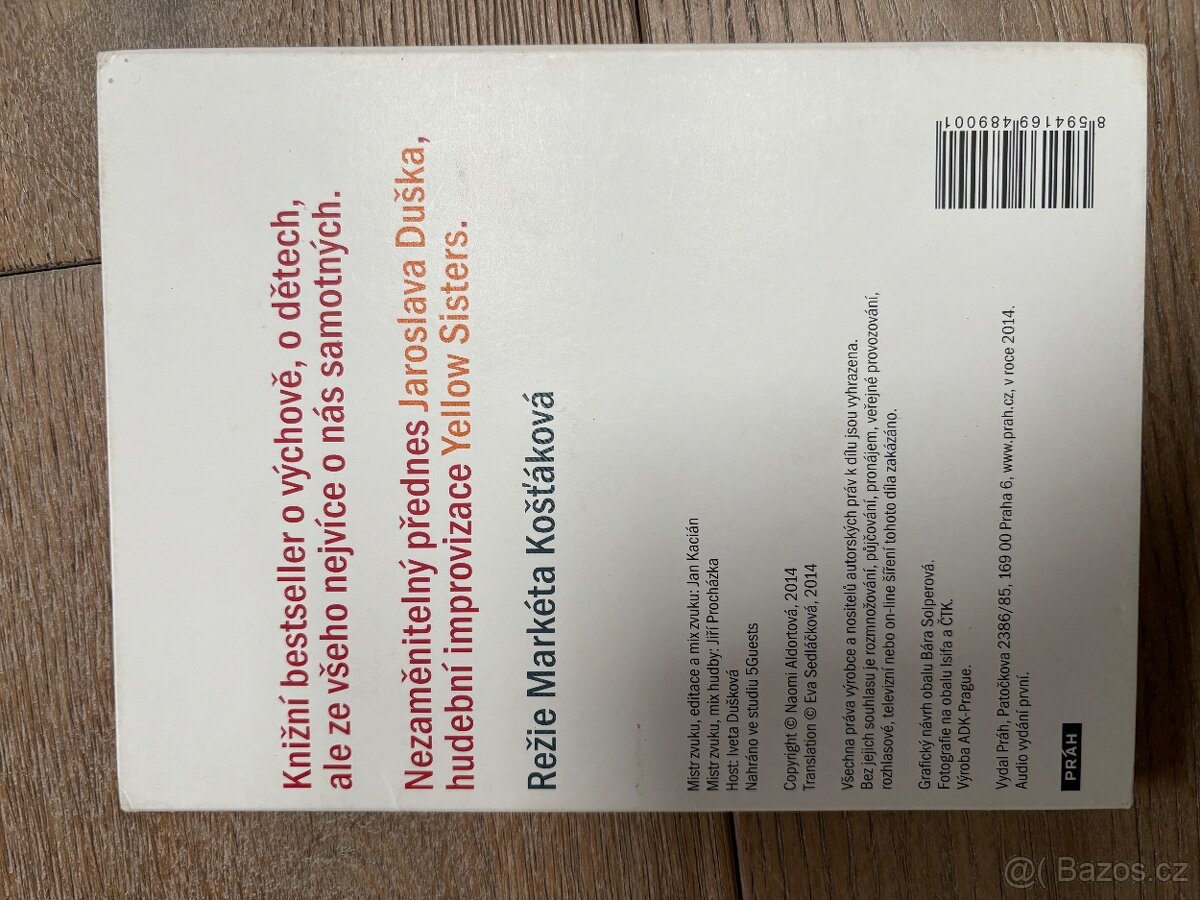 Knižní bestseller o výchově, o dětech,
ale ze všeho nejvíce o nás samotných.
Nezaměnitelný přednes Jaroslava Duška,
hudební improvizace Yellow Sisters.
Režie Markéta Košťáková
Mistr zvuku, editace a mix zvuku: Jan Kacián
Mistr zvuku, mix hudby: Jiří Procházka
Host: Iveta Dušková
Nahráno ve studiu 5Guests
Copyright © Naomi Aldortová, 2014
Translation © Eva Sedláčková, 2014
Všechna práva výrobce a nositelů autorských práv k dílu jsou vyhrazena.
Bez jejich souhlasu je rozmnožování, půjčování, pronájem, veřejné provozování,
rozhlasové, televizní nebo on-line šíření tohoto díla zakázáno.
Grafický návrh obalu Bára Solperová.
Fotografie na obalu Isifa a ČTK.
Výroba ADK-Prague.
Vydal Práh, Patočkova 2386/85, 169 00 Praha 6, www.prah.cz, v roce 2014.
Audio vydání první.
PRÁH
8594169489001
@( Bazos.cz